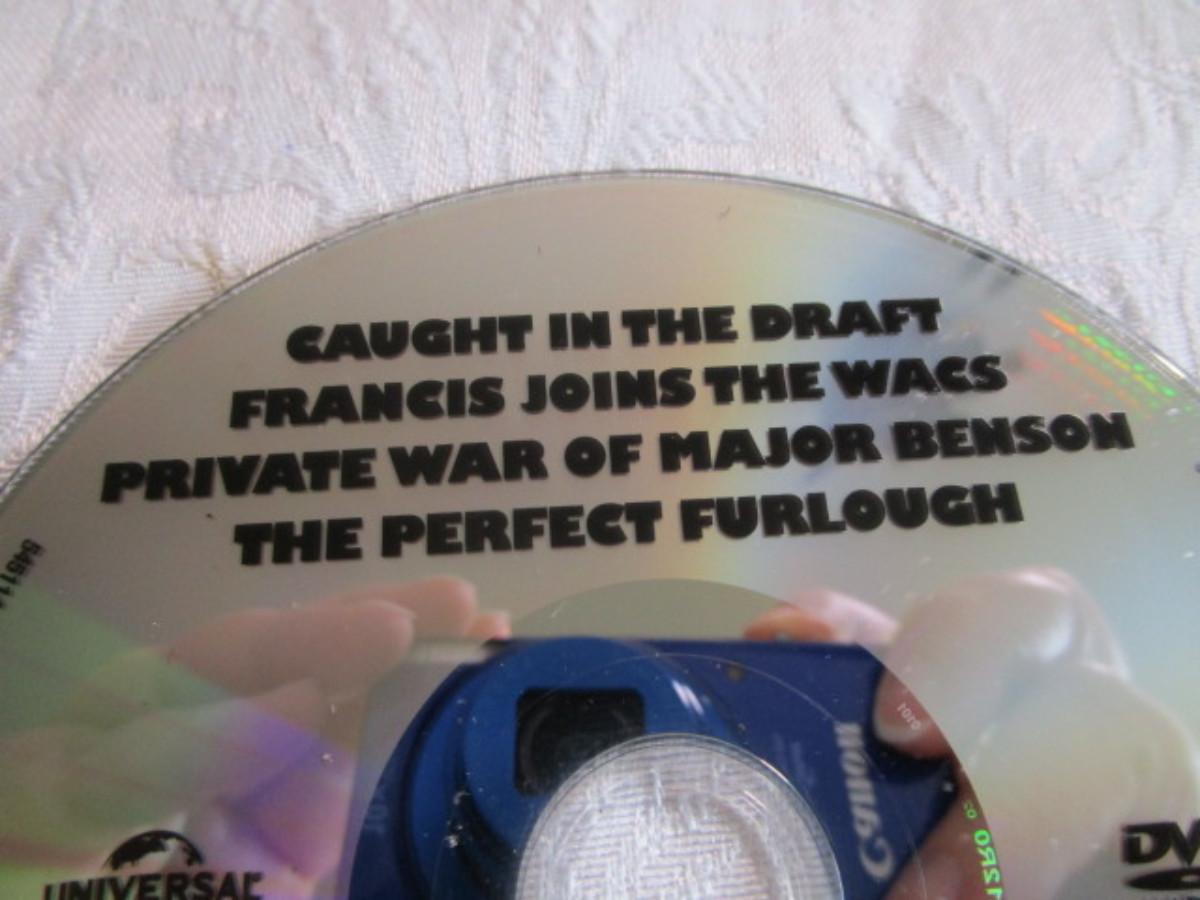 CAUGHT IN THE DRAFT
FRANCIS JOINS THE WACS
PRIVATE WAR OF MAJOR BENSON
THE PERFECT FURLOUGH
UNIVERSAL
Canon